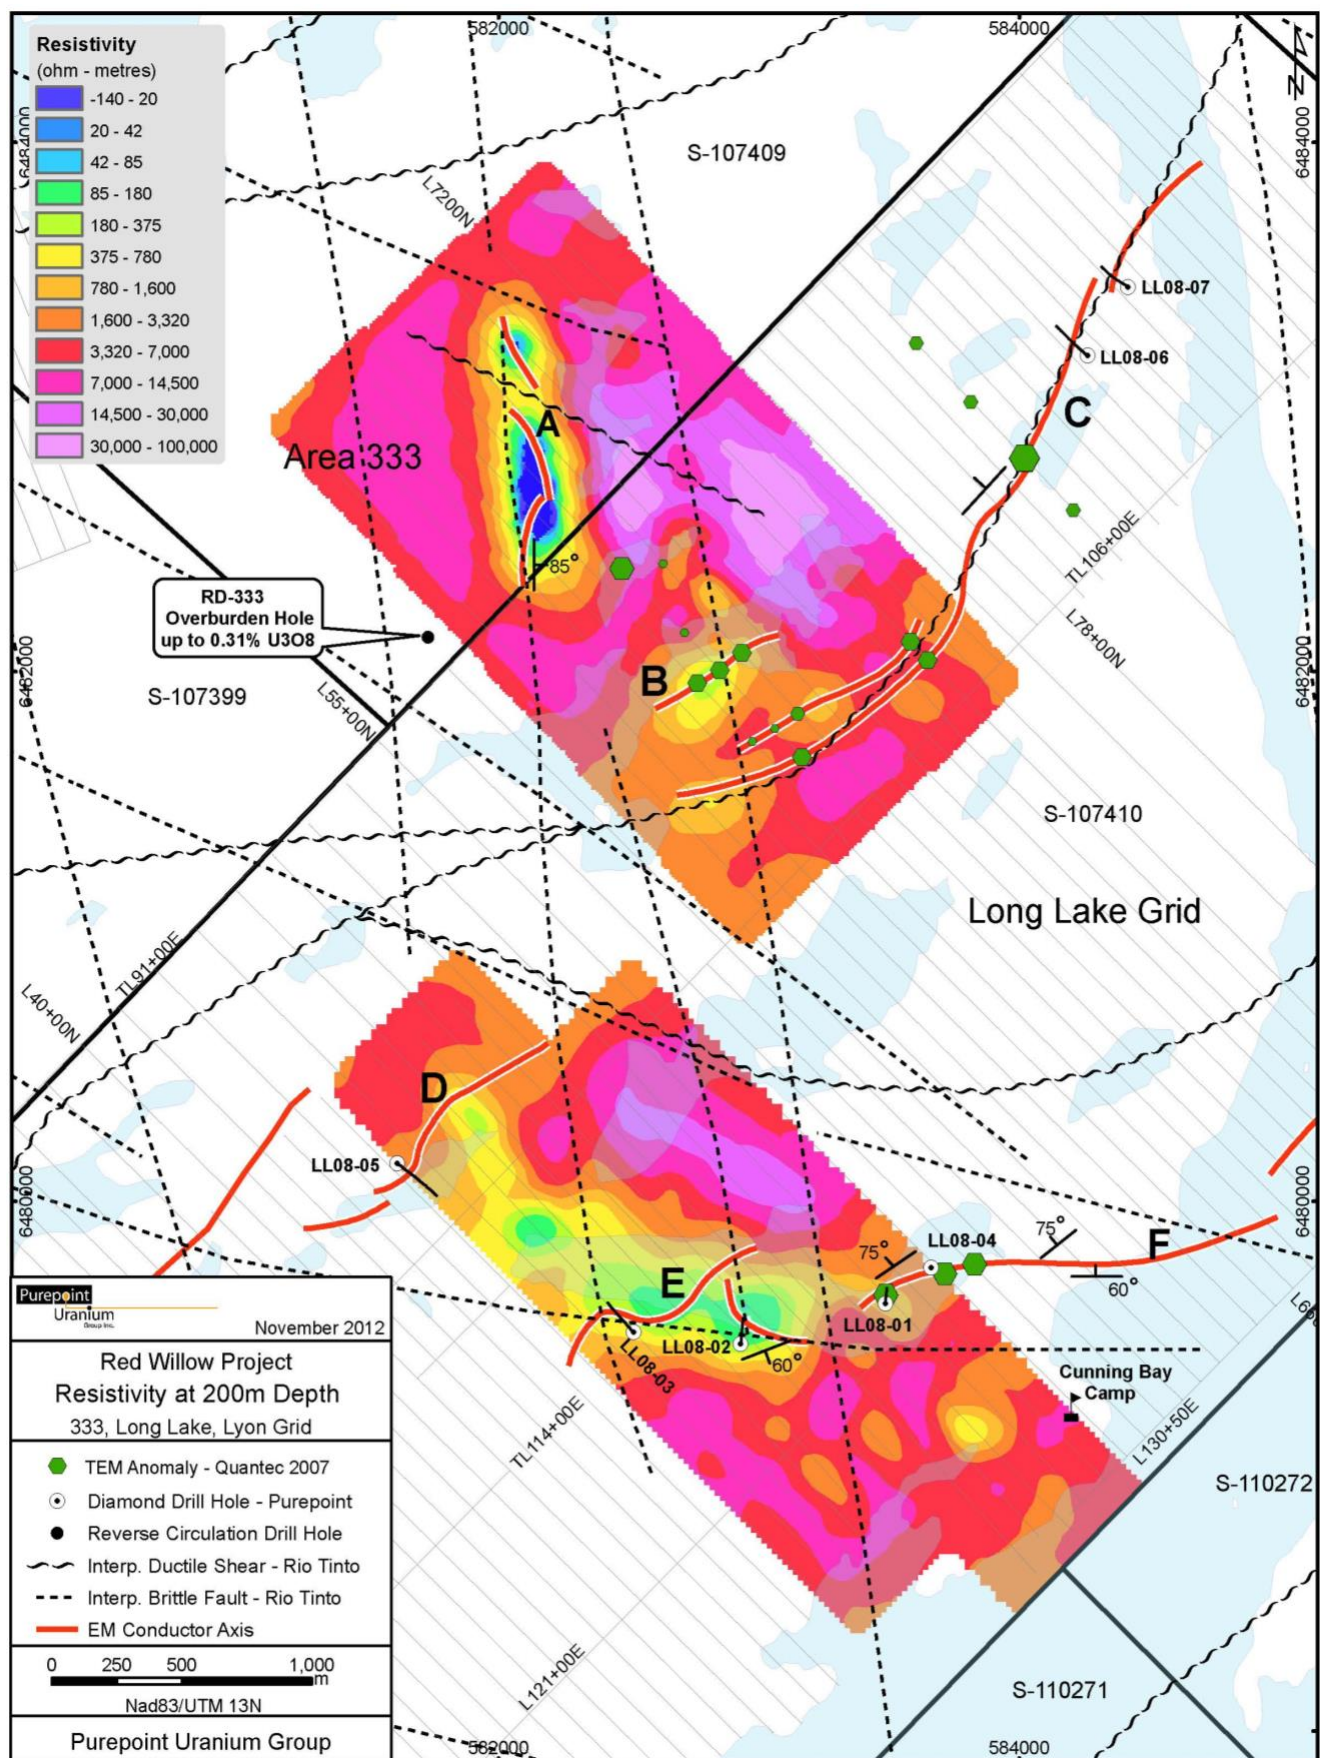 582000
584000
Resistivity
(ohm - metres)
-140 - 20
20 - 42
42 - 85
85 - 180
180 - 375
375 - 780
780 - 1,600
1,600 - 3,320
3,320 - 7,000
7,000 - 14,500
14,500 - 30,000
30,000 - 100,000
N
6484000
6484000
S-107409
L7200N
LL08-07
LL08-06
C
A
Area 333
TL106+00E
85°
RD-333
Overburden Hole
up to 0.31% U3O8
L78+00N
6482000
6482000
B
S-107399
L55+00N
S-107410
Long Lake Grid
TL91+00E
L40+00N
D
LL08-05
6480000
6480000
75°
LL08-04
75°
F
E
60°
LL08-01
LL08-02
LL08-03
60°
Cunning Bay
Camp
TL114+00E
L130+50E
S-110272
L121+00E
S-110271
Purepoint
Uranium
Group Inc.
November 2012
Red Willow Project
Resistivity at 200m Depth
333, Long Lake, Lyon Grid
TEM Anomaly - Quantec 2007
Diamond Drill Hole - Purepoint
Reverse Circulation Drill Hole
Interp. Ductile Shear - Rio Tinto
Interp. Brittle Fault - Rio Tinto
EM Conductor Axis
0 250 500 1,000
m
Nad83/UTM 13N
Purepoint Uranium Group
582000
584000